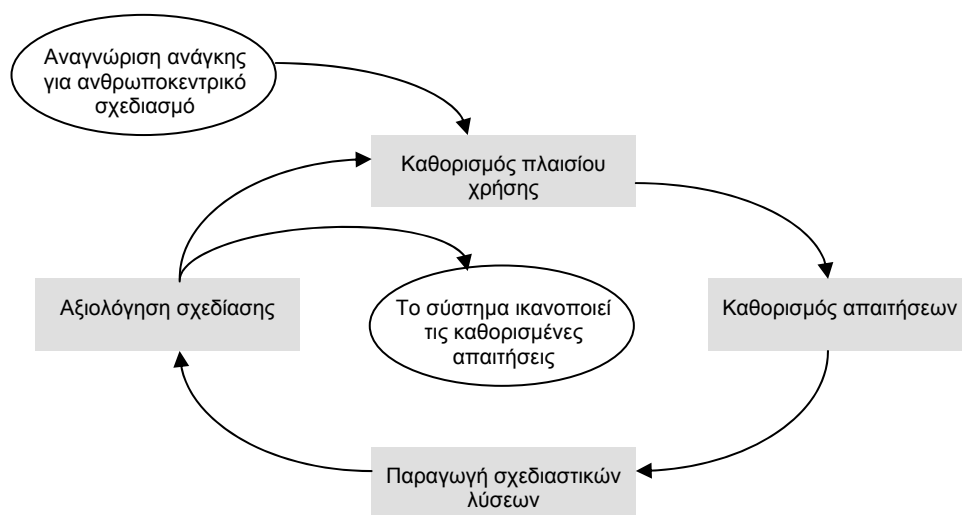 Αναγνώριση ανάγκης
για ανθρωποκεντρικό
σχεδιασμό
Καθορισμός πλαισίου
χρήσης
Αξιολόγηση σχεδίασης
Το σύστημα ικανοποιεί
τις καθορισμένες
απαιτήσεις
Καθορισμός απαιτήσεων
Παραγωγή σχεδιαστικών
λύσεων